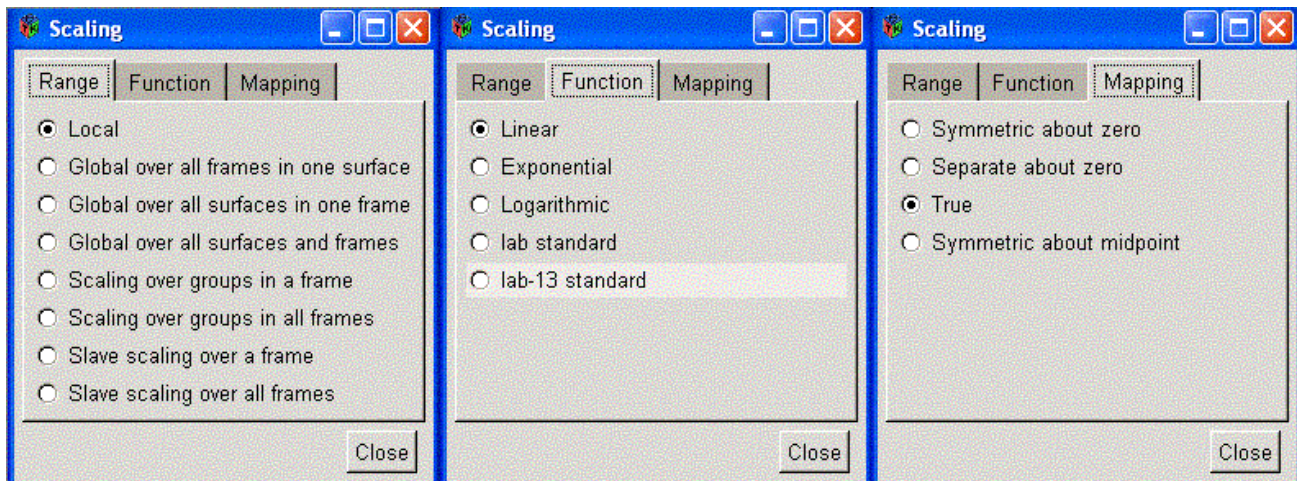 Scaling
Range Function Mapping
Local
Global over all frames in one surface
Global over all surfaces in one frame
Global over all surfaces and frames
Scaling over groups in a frame
Scaling over groups in all frames
Slave scaling over a frame
Slave scaling over all frames
Close
Scaling
Range Function Mapping
Linear
Exponential
Logarithmic
lab standard
lab-13 standard
Close
Scaling
Range Function Mapping
Symmetric about zero
Separate about zero
True
Symmetric about midpoint
Close